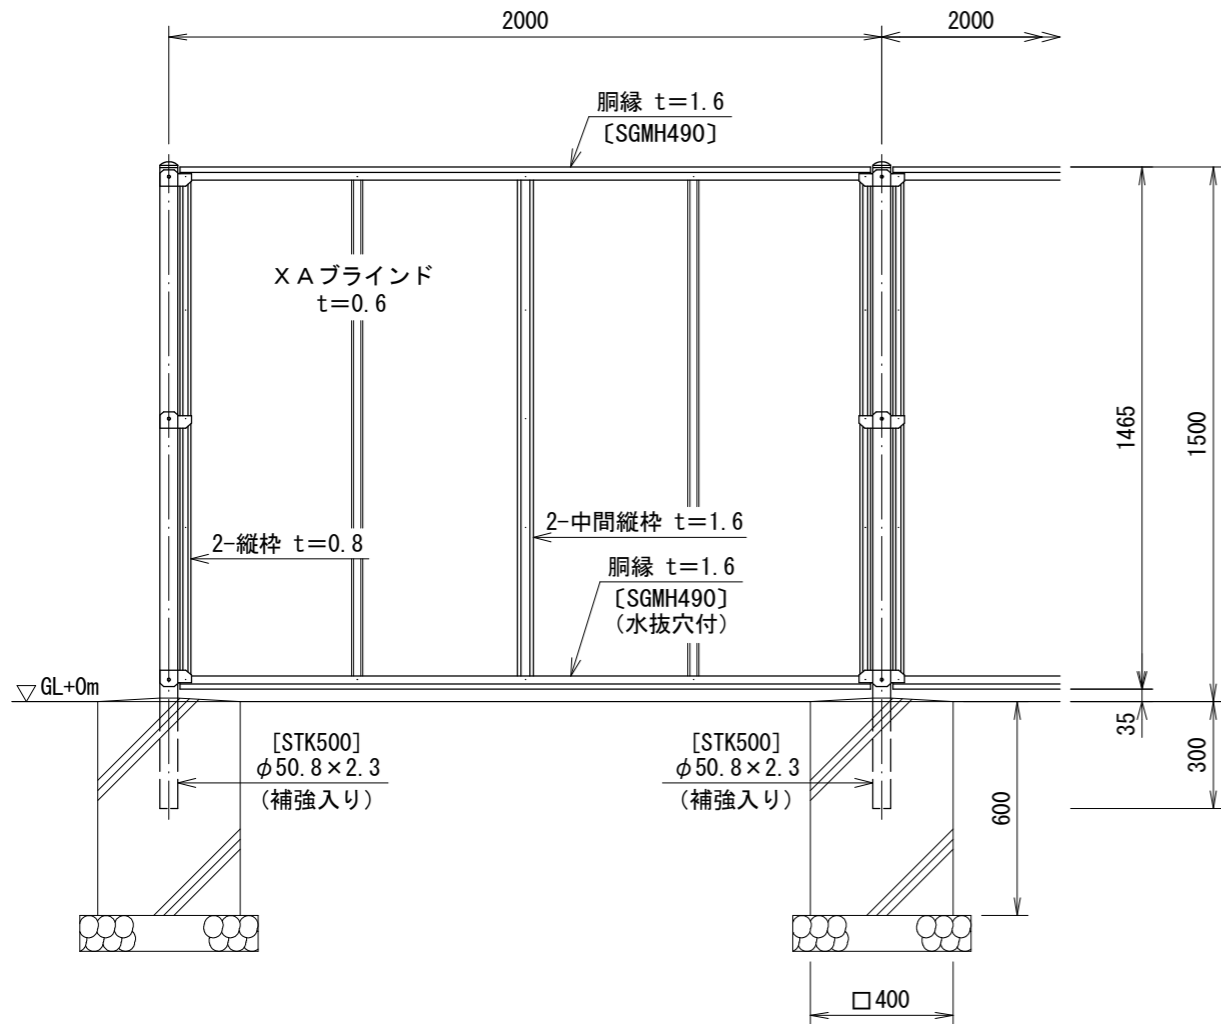 2000
2000
胴縁 t=1.6
〔SGMH490〕
XAブラインド
t=0.6
1465
1500
2-中間縦枠 t=1.6
2-縦枠 t=0.8
胴縁 t=1.6
〔SGMH490〕
(水抜穴付)
▽ GL+0m
[STK500]
φ50.8×2.3
(補強入り)
[STK500]
φ50.8×2.3
(補強入り)
35
300
600
□400